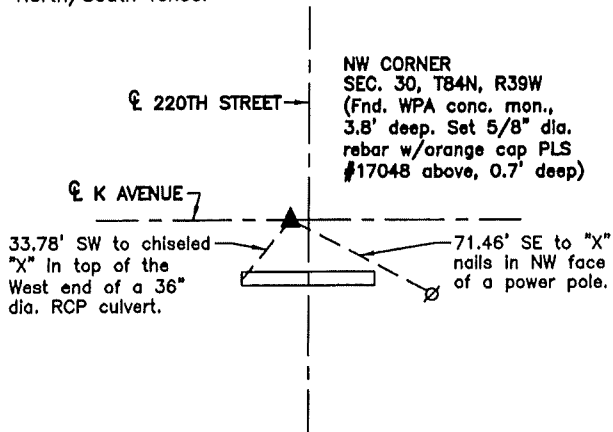 North/South fence.
NW CORNER
SEC. 30, T84N, R39W
(Fnd. WPA conc. mon.,
3.8' deep. Set 5/8" dia.
rebar w/orange cap PLS
#17048 above, 0.7' deep)
℄ 220TH STREET
℄ K AVENUE
33.78' SW to chiseled
"X" in top of the
West end of a 36"
dia. RCP culvert.
71.46' SE to "X"
nails in NW face
of a power pole.